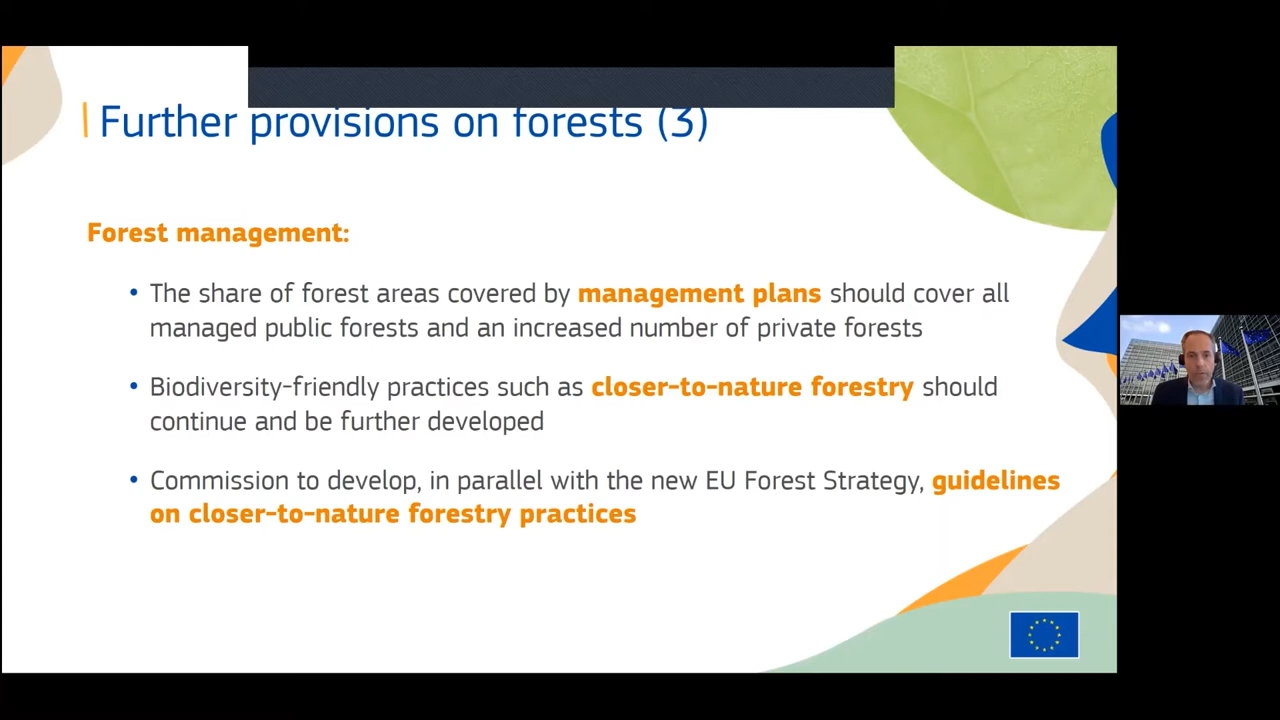 Further provisions on forests (3)
Forest management:
• The share of forest areas covered by management plans should cover all
managed public forests and an increased number of private forests
• Biodiversity-friendly practices such as closer-to-nature forestry should
continue and be further developed
• Commission to develop, in parallel with the new EU Forest Strategy, guidelines
on closer-to-nature forestry practices